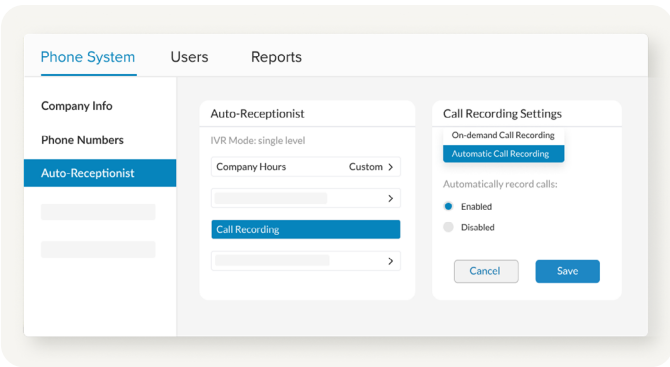 Phone System Users Reports
Company Info
Phone Numbers
Auto-Receptionist
Auto-Receptionist
IVR Mode: single level
Company Hours Custom >
>
Call Recording
>
Call Recording Settings
On-demand Call Recording
Automatic Call Recording
Automatically record calls:
Enabled
Disabled
Cancel Save